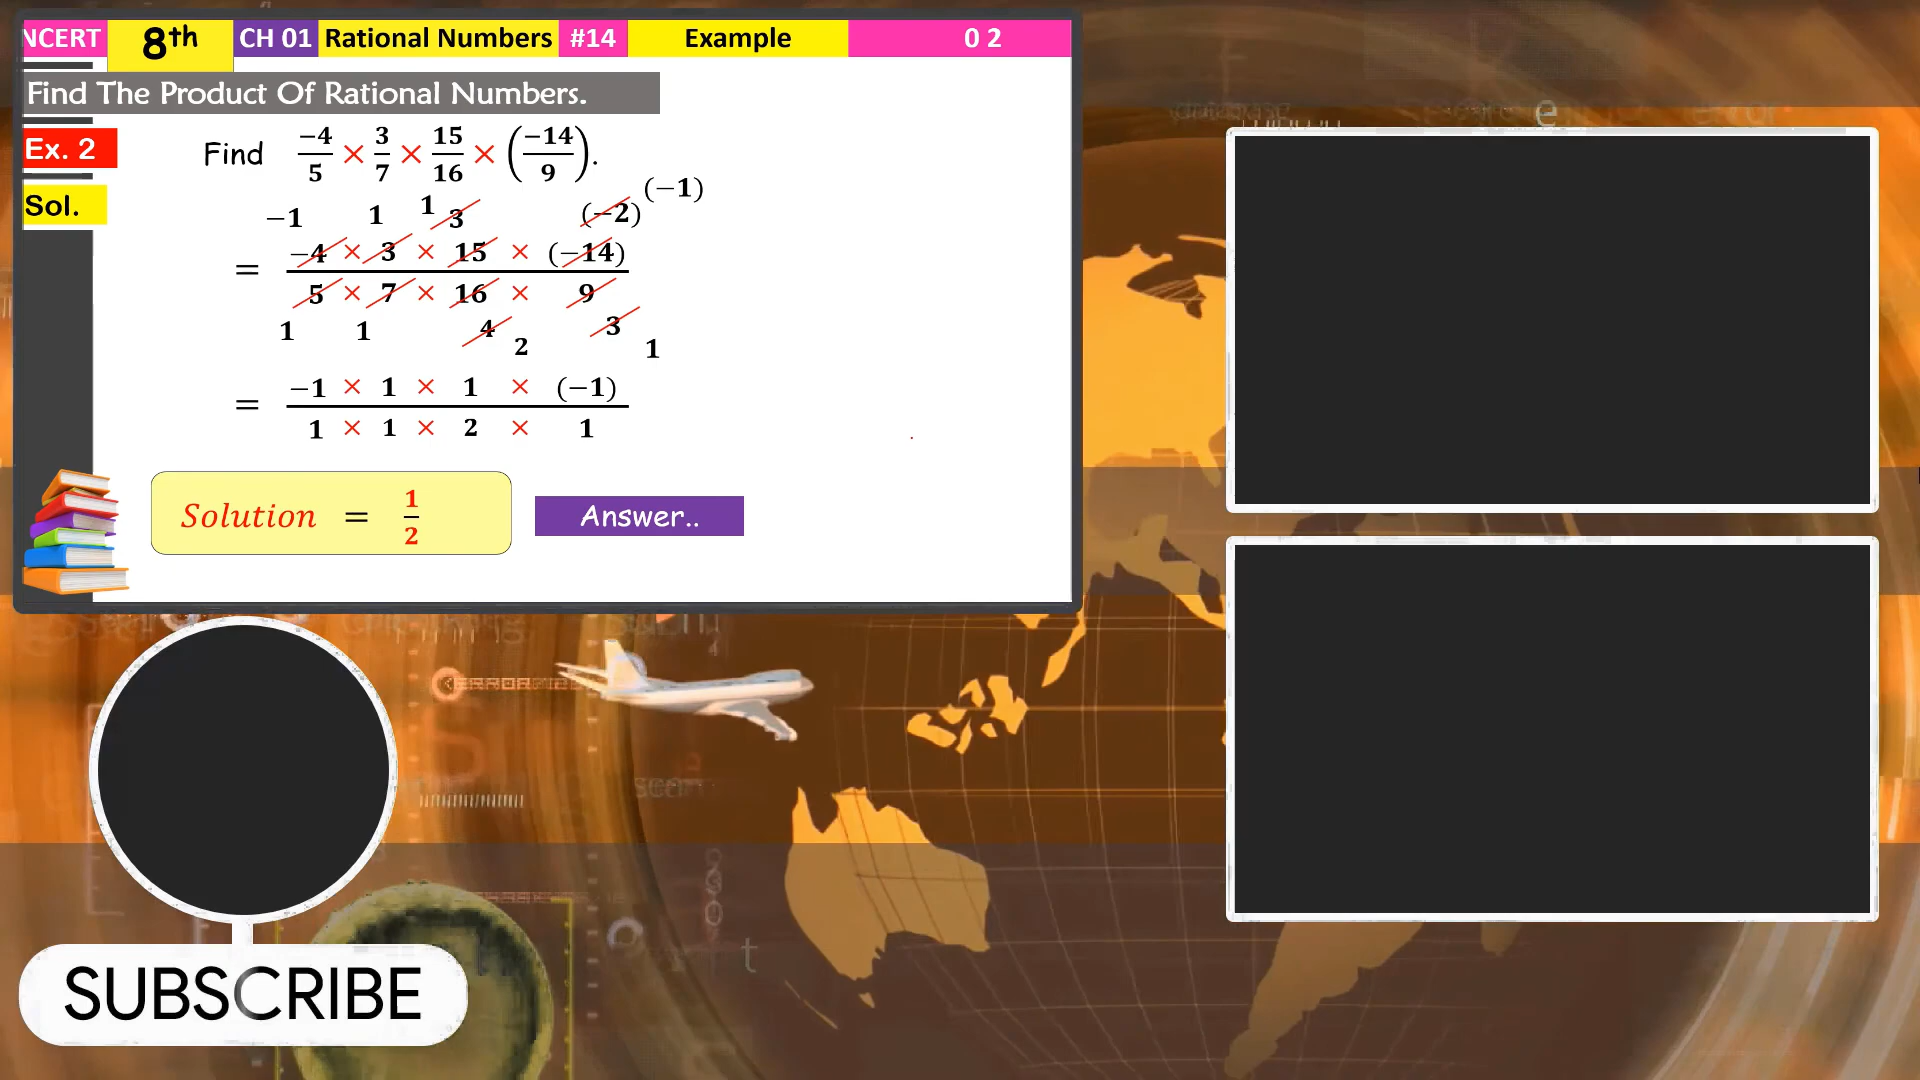 NCERT 8th CH 01 Rational Numbers #14 Example 0 2
Find The Product Of Rational Numbers.
Ex. 2 Find −4/5 × 3/7 × 15/16 × (−14/9).
Sol.
−1 1 1 3 (−2) (−1)
= −4 × 3 × 15 × (−14)
5 × 7 × 16 × 9
1 1 4 2 3 1
= −1 × 1 × 1 × (−1)
1 × 1 × 2 × 1
Solution = 1/2 Answer..
SUBSCRIBE